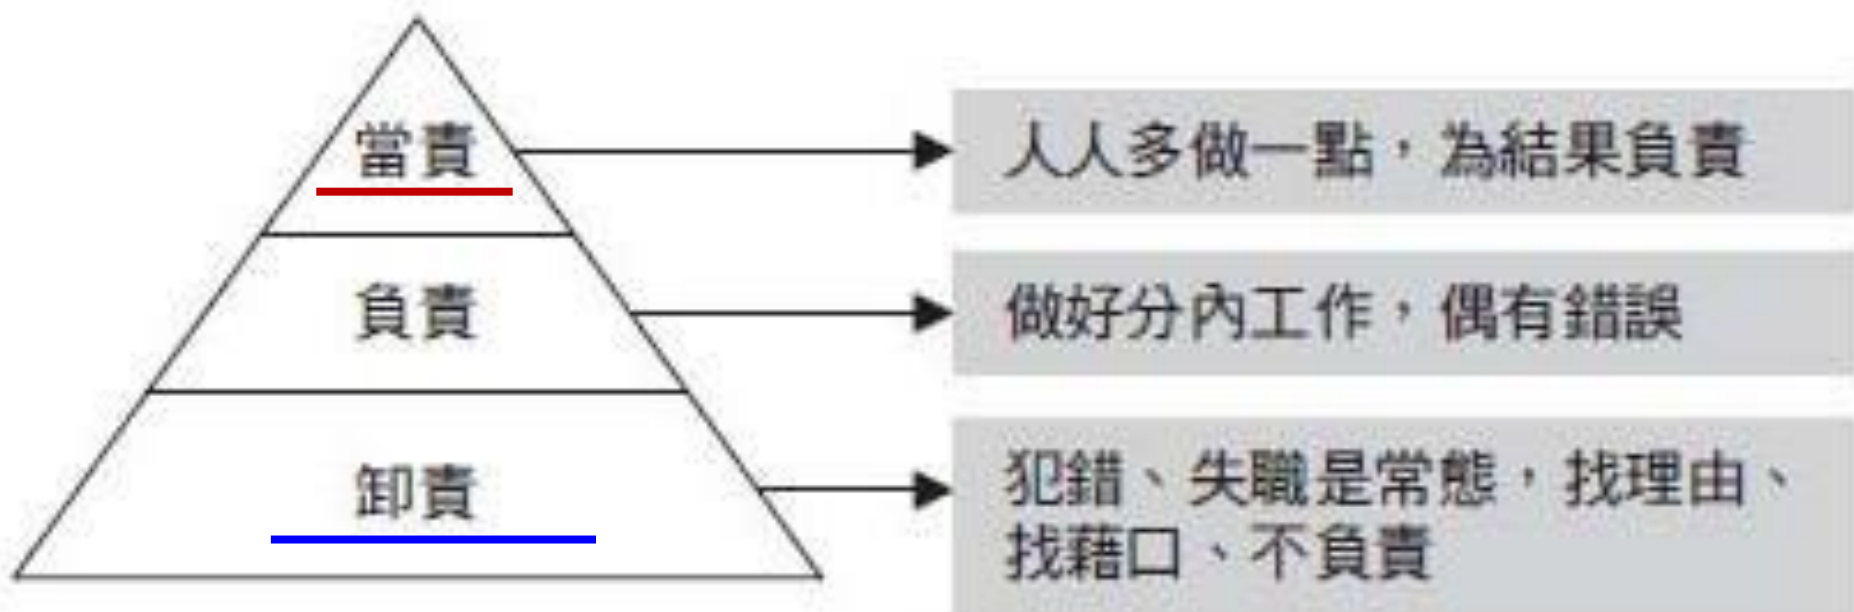 當責
人人多做一點，為結果負責
負責
做好分內工作，偶有錯誤
卸責
犯錯、失職是常態，找理由、
找藉口、不負責